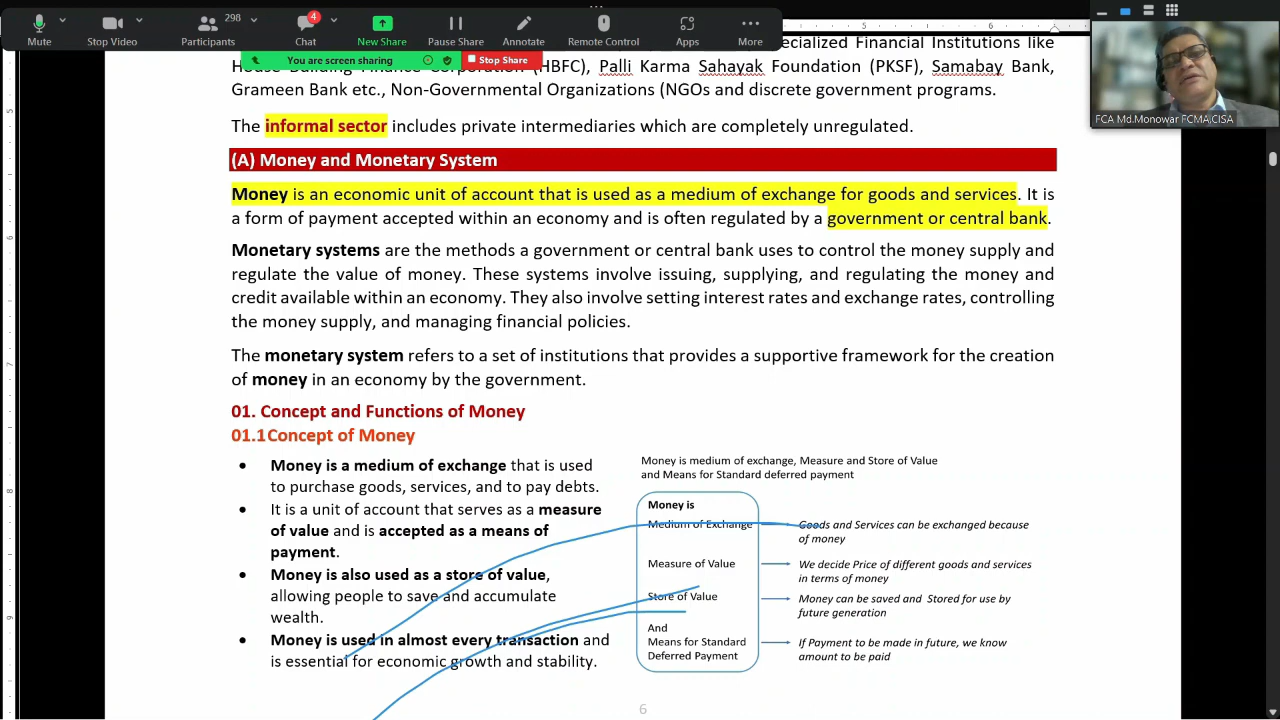 Mute
Stop Video
298
Participants
4
Chat
New Share
Pause Share
Annotate
Remote Control
Apps
More
You are screen sharing
Stop Share
FCA Md.Monowar FCMA,CISA
5
6
ecialized Financial Institutions like
House Building Finance Corporation (HBFC), Palli Karma Sahayak Foundation (PKSF), Samabay Bank,
Grameen Bank etc., Non-Governmental Organizations (NGOs and discrete government programs.
The informal sector includes private intermediaries which are completely unregulated.
(A) Money and Monetary System
Money is an economic unit of account that is used as a medium of exchange for goods and services. It is
a form of payment accepted within an economy and is often regulated by a government or central bank.
Monetary systems are the methods a government or central bank uses to control the money supply and
regulate the value of money. These systems involve issuing, supplying, and regulating the money and
credit available within an economy. They also involve setting interest rates and exchange rates, controlling
the money supply, and managing financial policies.
The monetary system refers to a set of institutions that provides a supportive framework for the creation
of money in an economy by the government.
01. Concept and Functions of Money
01.1Concept of Money
• Money is a medium of exchange that is used
to purchase goods, services, and to pay debts.
• It is a unit of account that serves as a measure
of value and is accepted as a means of
payment.
• Money is also used as a store of value,
allowing people to save and accumulate
wealth.
• Money is used in almost every transaction and
is essential for economic growth and stability.
Money is medium of exchange, Measure and Store of Value
and Means for Standard deferred payment
Money is
Medium of Exchange
Goods and Services can be exchanged because
of money
Measure of Value
We decide Price of different goods and services
in terms of money
Store of Value
Money can be saved and Stored for use by
future generation
And
Means for Standard
Deferred Payment
If Payment to be made in future, we know
amount to be paid
6
5
6
7
8
9